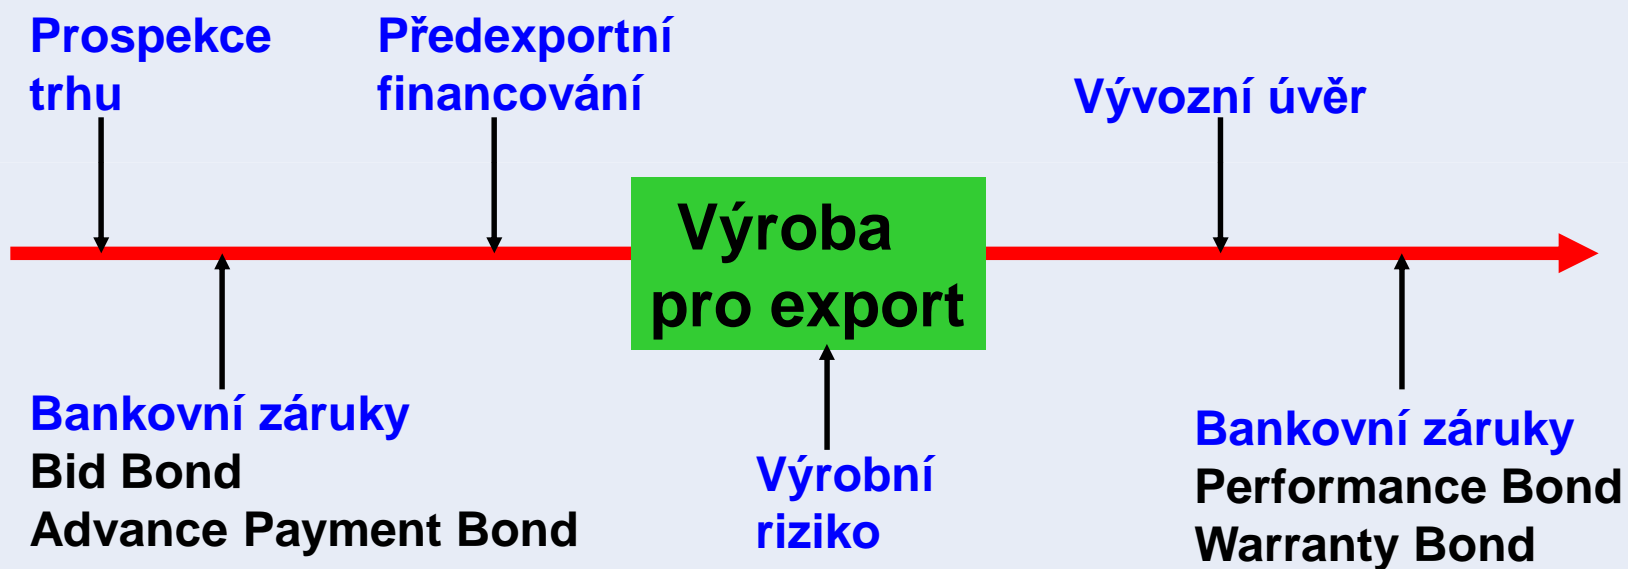 Prospekce
trhu
Předexportní
financování
Vývozní úvěr
Výroba
pro export
Bankovní záruky
Bid Bond
Advance Payment Bond
Výrobní
riziko
Bankovní záruky
Performance Bond
Warranty Bond